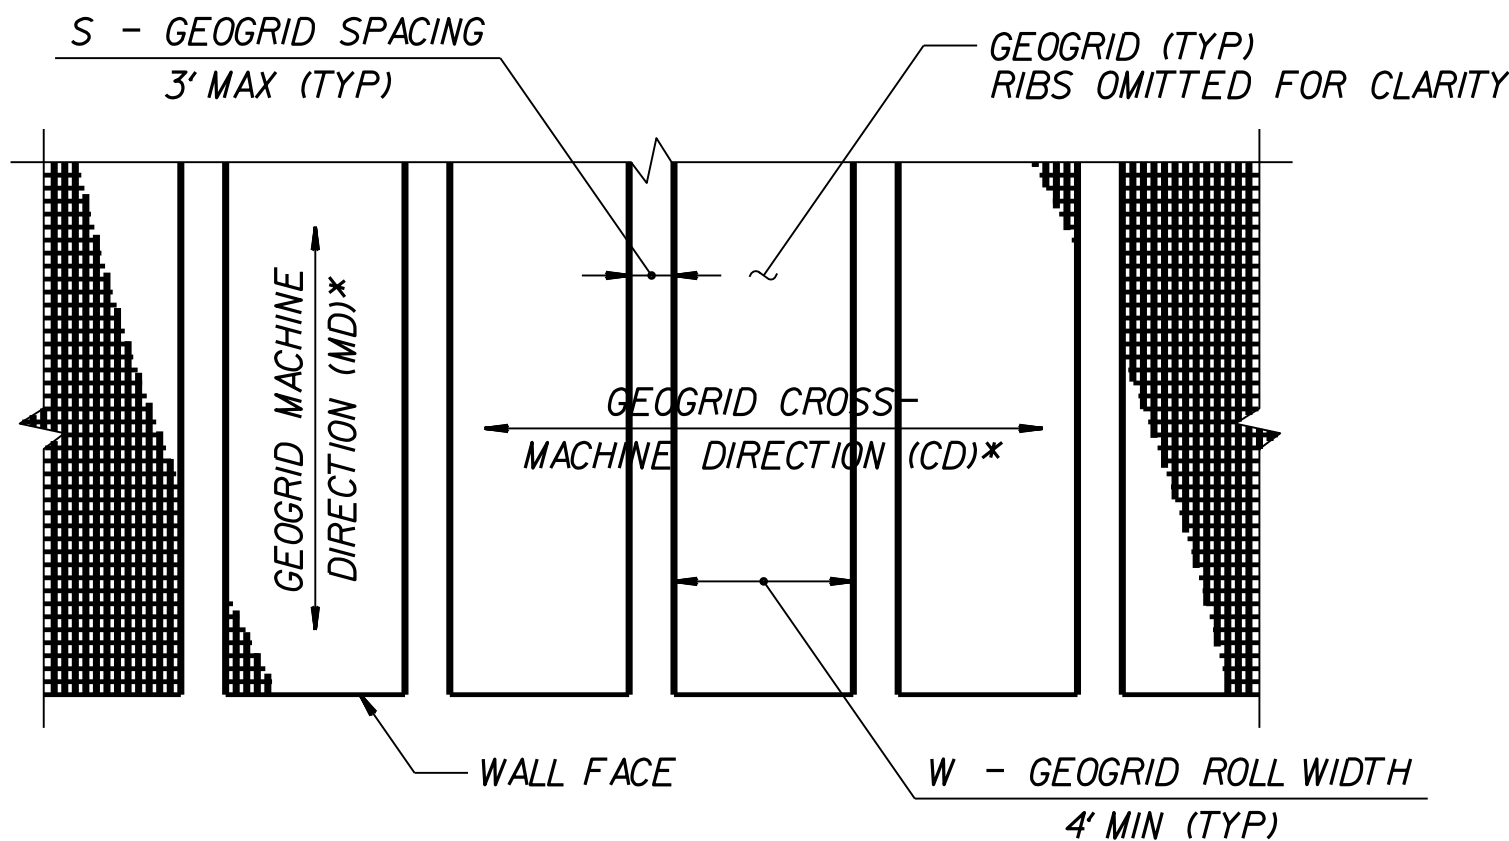 S - GEOGRID SPACING
3' MAX (TYP)
GEOGRID (TYP)
RIBS OMITTED FOR CLARITY
GEOGRID MACHINE
DIRECTION (MD)*
GEOGRID CROSS-
MACHINE DIRECTION (CD)*
WALL FACE
W - GEOGRID ROLL WIDTH
4' MIN (TYP)